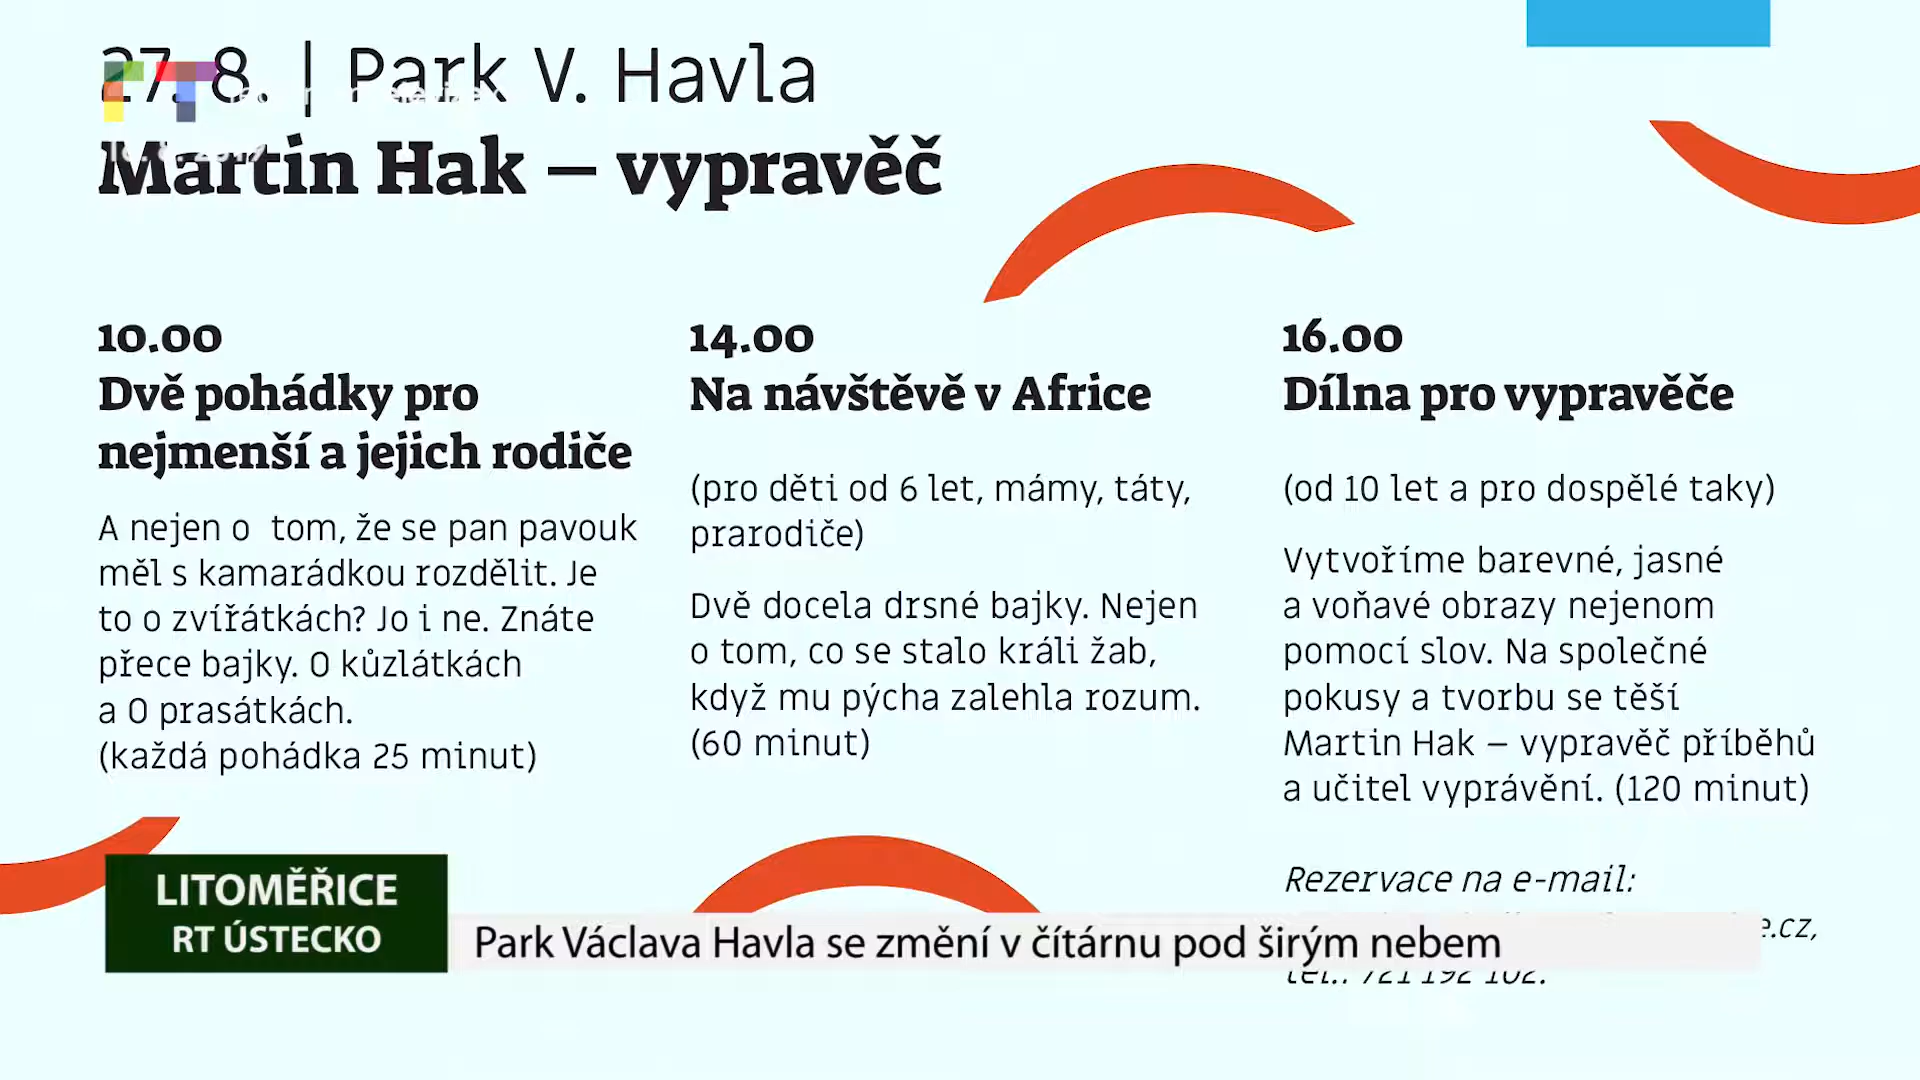 27. 8. | Park V. Havla
Martin Hak – vypravěč
10.00
Dvě pohádky pro
nejmenší a jejich rodiče
A nejen o tom, že se pan pavouk
měl s kamarádkou rozdělit. Je
to o zvířátkách? Jo i ne. Znáte
přece bajky. O kůzlátkách
a O prasátkách.
(každá pohádka 25 minut)
14.00
Na návštěvě v Africe
(pro děti od 6 let, mámy, táty,
prarodiče)
Dvě docela drsné bajky. Nejen
o tom, co se stalo králi žab,
když mu pýcha zalehla rozum.
(60 minut)
16.00
Dílna pro vypravěče
(od 10 let a pro dospělé taky)
Vytvoříme barevné, jasné
a voňavé obrazy nejenom
pomocí slov. Na společné
pokusy a tvorbu se těší
Martin Hak – vypravěč příběhů
a učitel vyprávění. (120 minut)
Rezervace na e-mail:
e.cz,
tel.: 721 192 102.
LITOMĚŘICE
RT ÚSTECKO
Park Václava Havla se změní v čítárnu pod širým nebem